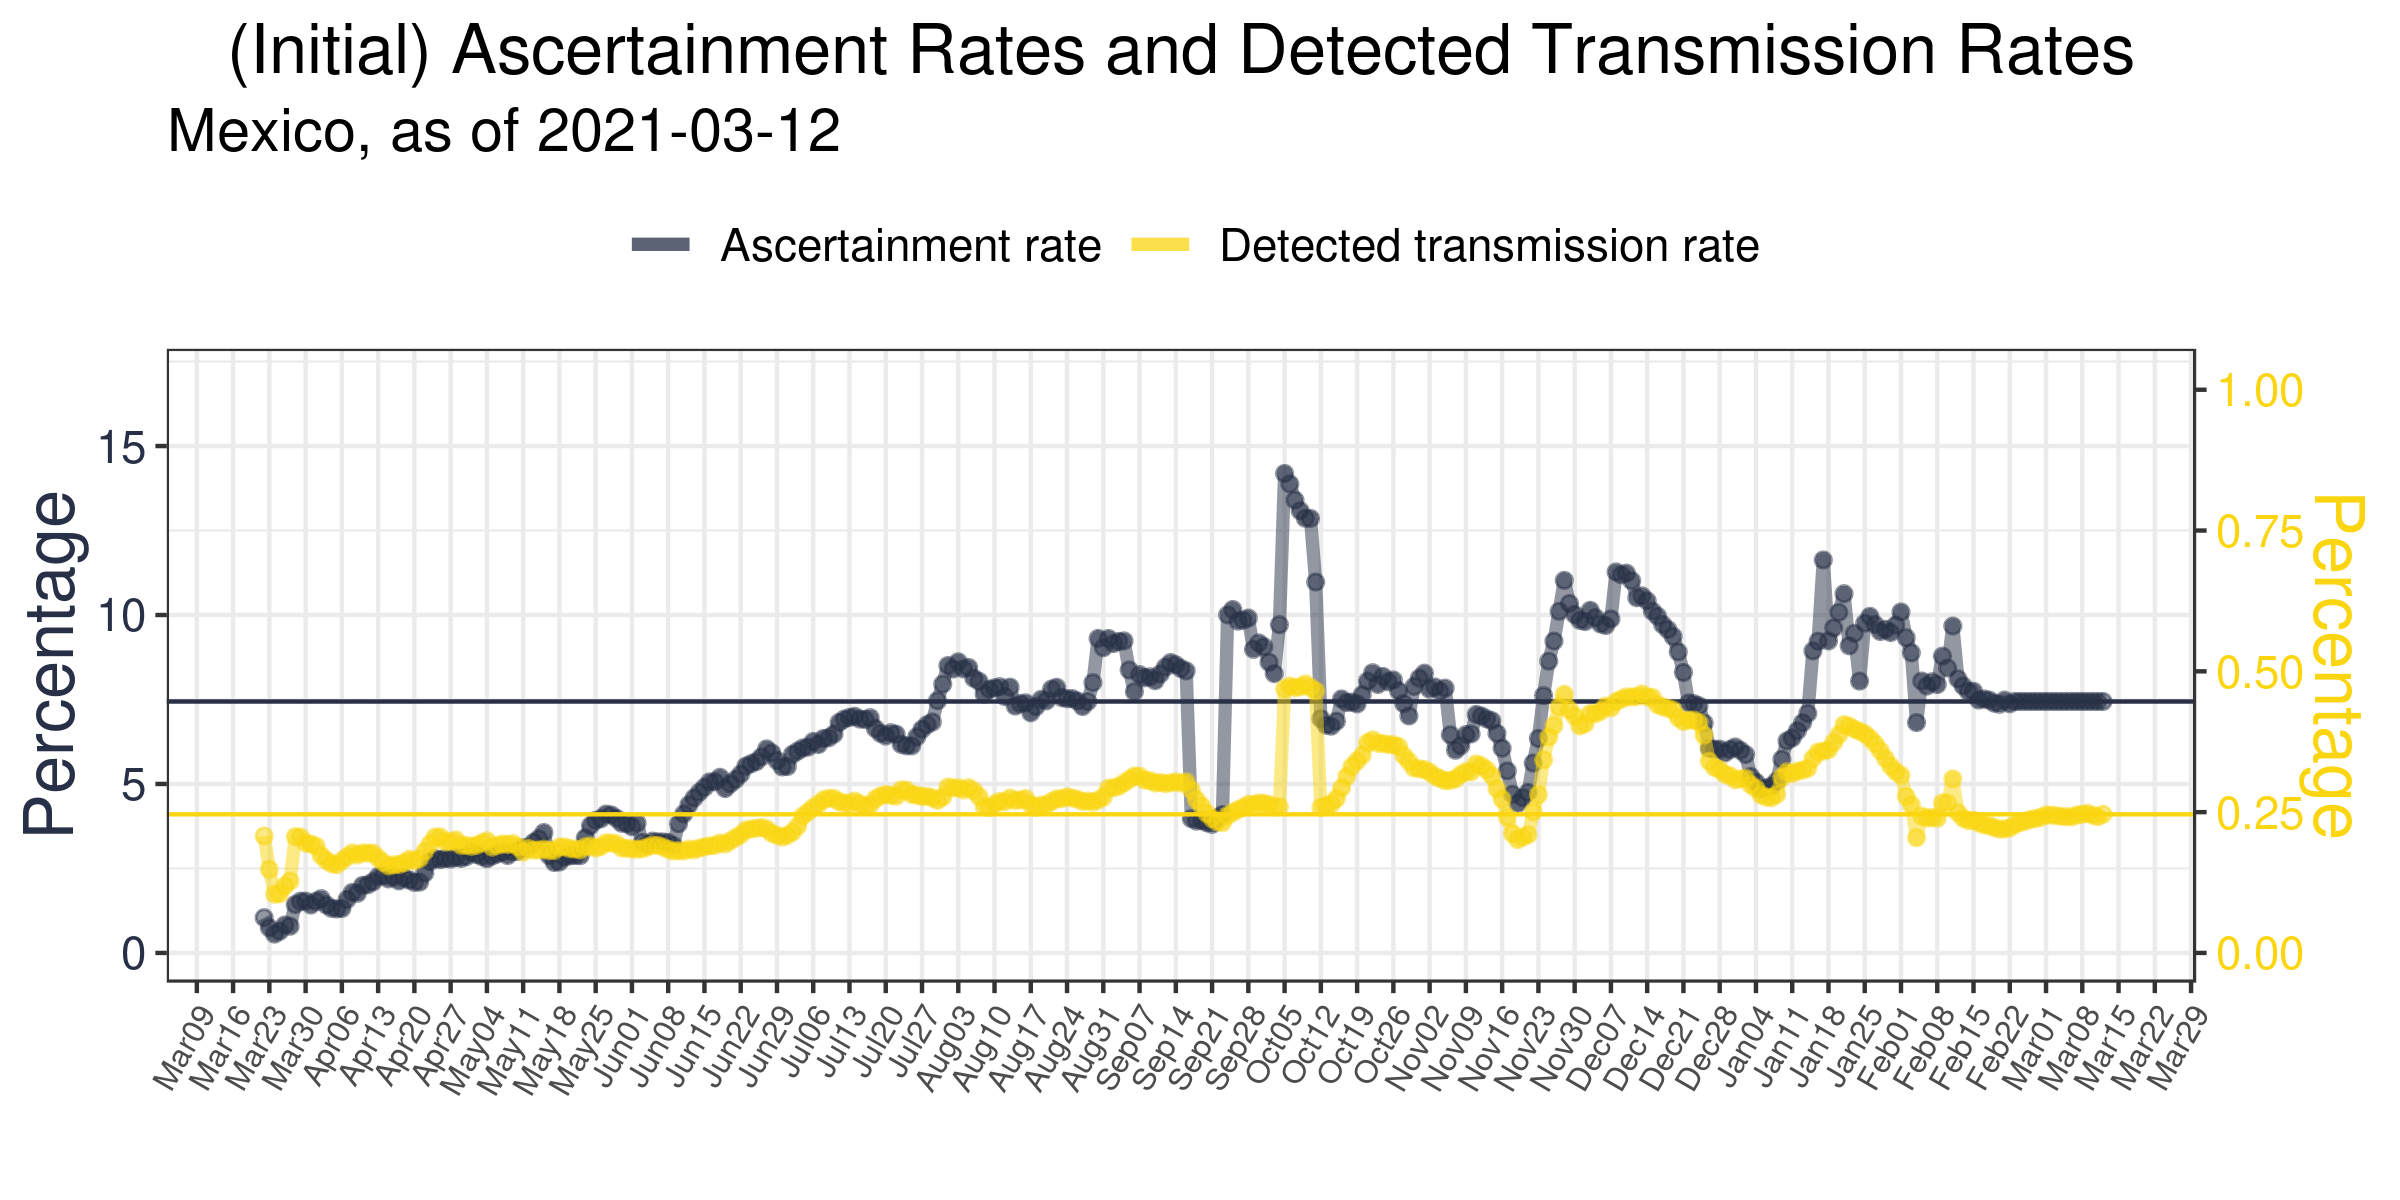 (Initial) Ascertainment Rates and Detected Transmission Rates
Mexico, as of 2021-03-12
Ascertainment rate
Detected transmission rate
Percentage
15
10
5
0
1.00
0.75
0.50
0.25
0.00
Percentage
Mar09
Mar16
Mar23
Mar30
Apr06
Apr13
Apr20
Apr27
May04
May11
May18
May25
Jun01
Jun08
Jun15
Jun22
Jun29
Jul06
Jul13
Jul20
Jul27
Aug03
Aug10
Aug17
Aug24
Aug31
Sep07
Sep14
Sep21
Sep28
Oct05
Oct12
Oct19
Oct26
Nov02
Nov09
Nov16
Nov23
Nov30
Dec07
Dec14
Dec21
Dec28
Jan04
Jan11
Jan18
Jan25
Feb01
Feb08
Feb15
Feb22
Mar01
Mar08
Mar15
Mar22
Mar29